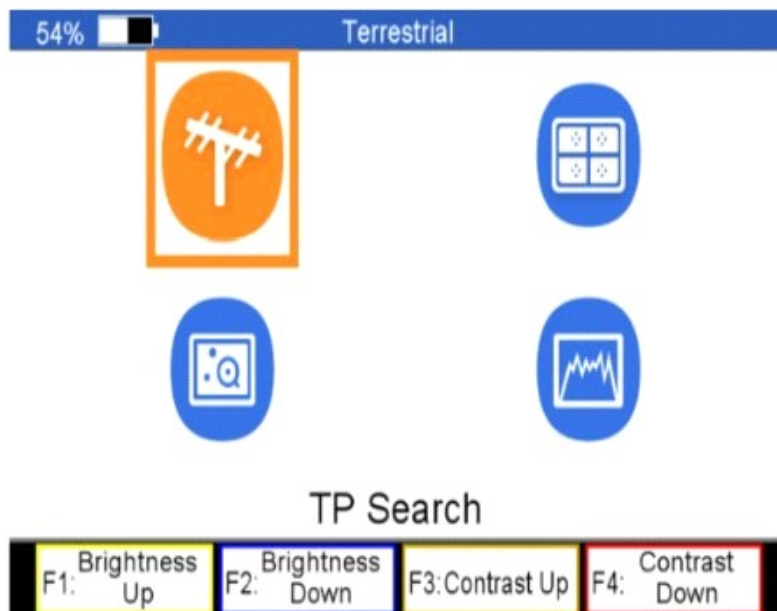 54%
Terrestrial
TP Search
F1: Brightness Up
F2: Brightness Down
F3: Contrast Up
F4: Contrast Down